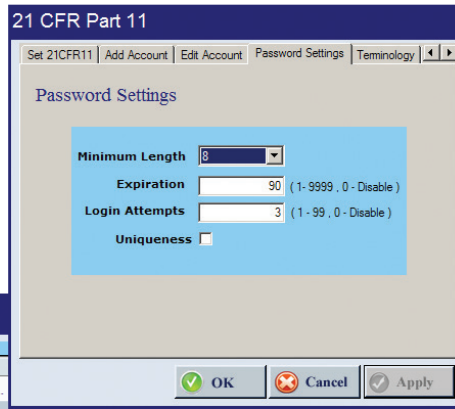 21 CFR Part 11
Set 21CFR11 Add Account Edit Account Password Settings Terminology
Password Settings
Minimum Length 8
Expiration 90 ( 1- 9999 , 0 - Disable )
Login Attempts 3 ( 1 - 99 , 0 - Disable )
Uniqueness
OK Cancel Apply